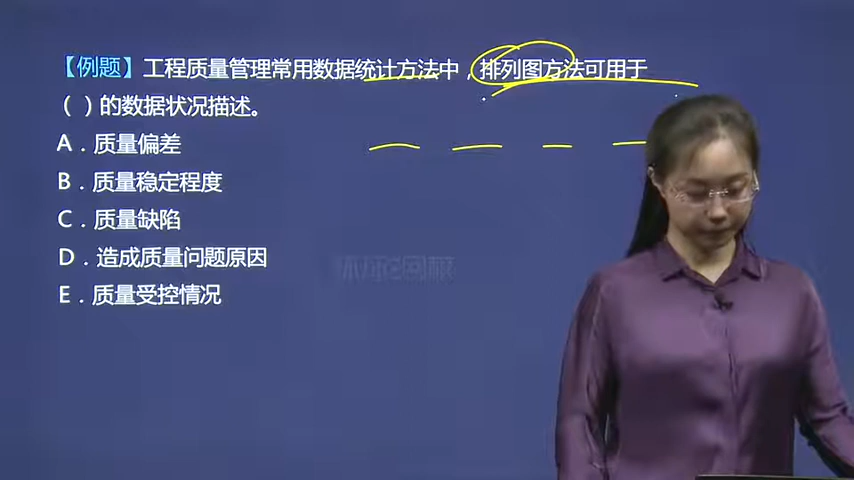 【例题】工程质量管理常用数据统计方法中，排列图方法可用于
（ ）的数据状况描述。
A．质量偏差
B．质量稳定程度
C．质量缺陷
D．造成质量问题原因
E．质量受控情况